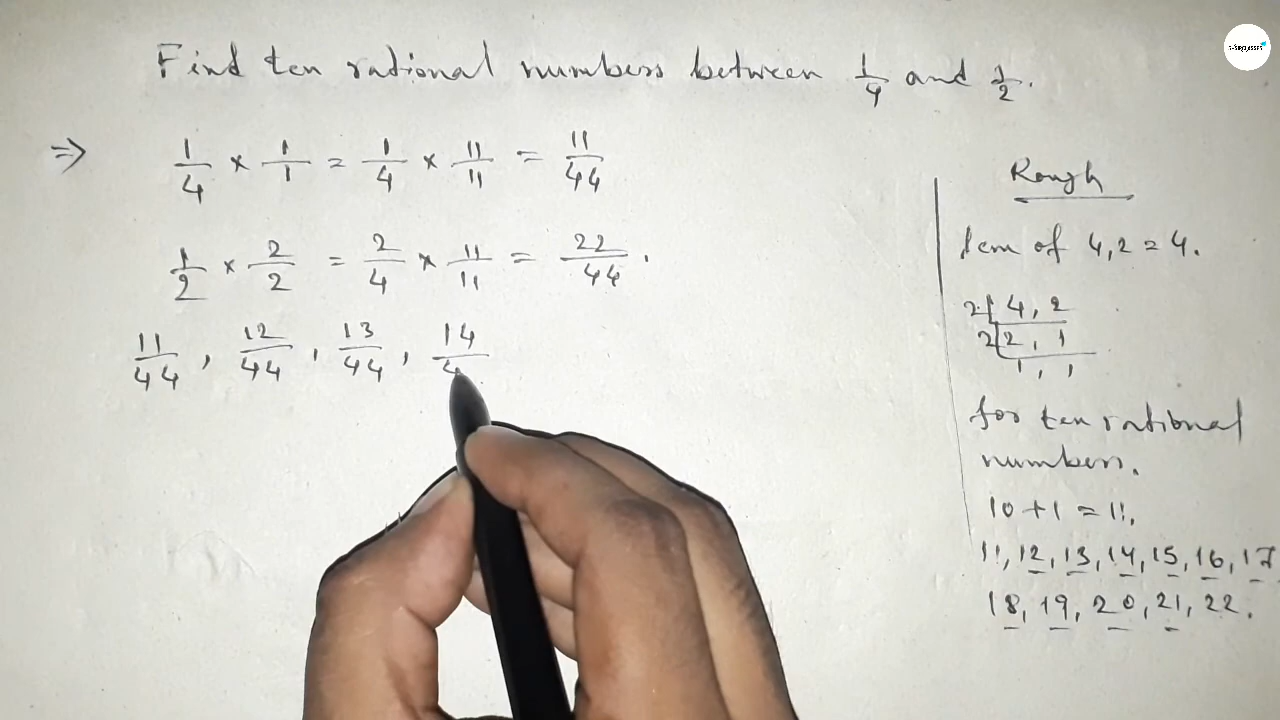 Find ten rational numbers between 1/4 and 1/2.
⇒ 1/4 × 1/1 = 1/4 × 11/11 = 11/44
1/2 × 2/2 = 2/4 × 11/11 = 22/44.
11/44, 12/44, 13/44, 14/4
Rough
lcm of 4,2 = 4.
2 4, 2
2 2, 1
1, 1
for ten rational
numbers.
10 + 1 = 11.
11, 12, 13, 14, 15, 16, 17
18, 19, 20, 21, 22.